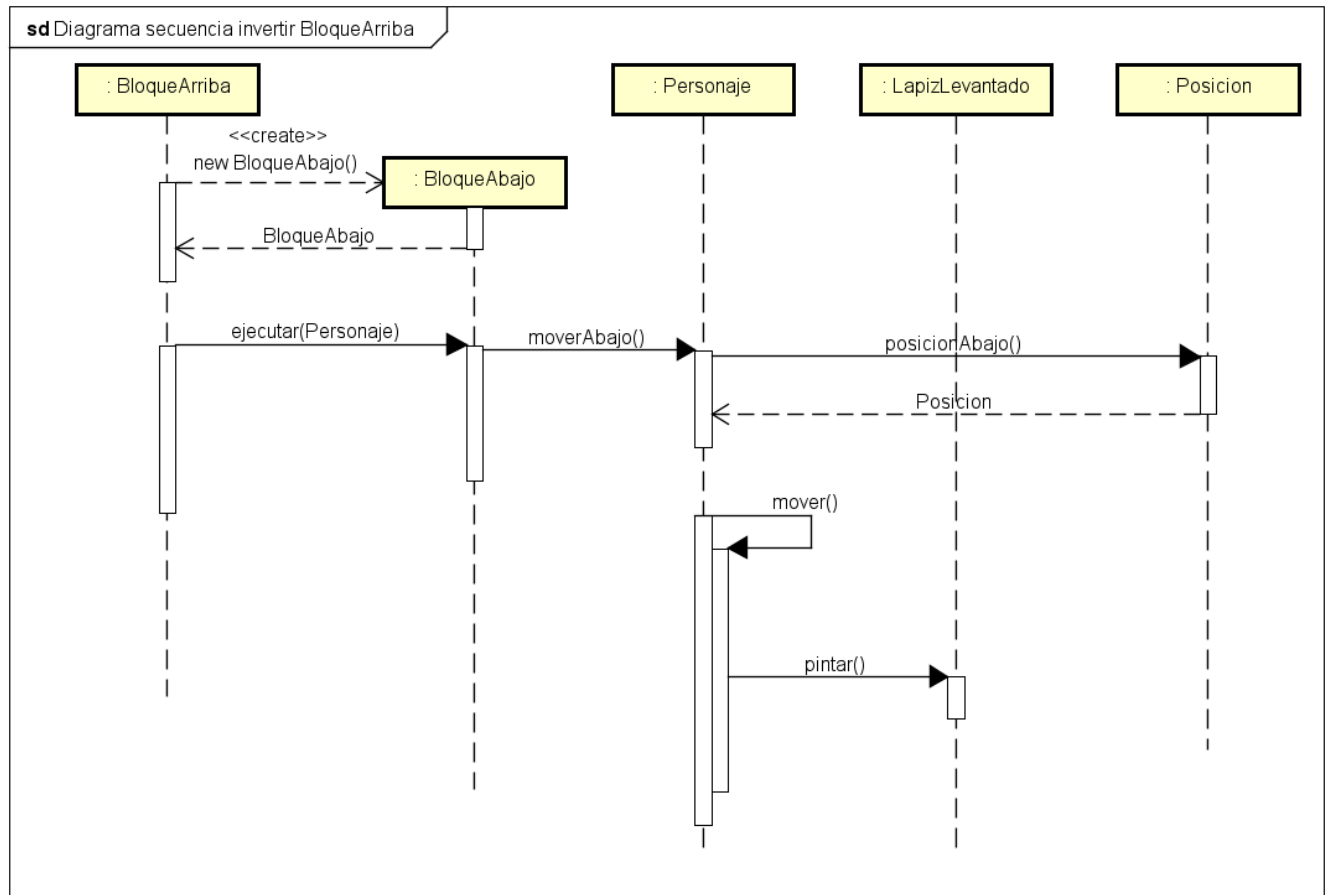 sd Diagrama secuencia invertir BloqueArriba
: BloqueArriba
: Personaje
: LapizLevantado
: Posicion
<<create>>
new BloqueAbajo()
: BloqueAbajo
BloqueAbajo
ejecutar(Personaje)
moverAbajo()
posicionAbajo()
Posicion
mover()
pintar()